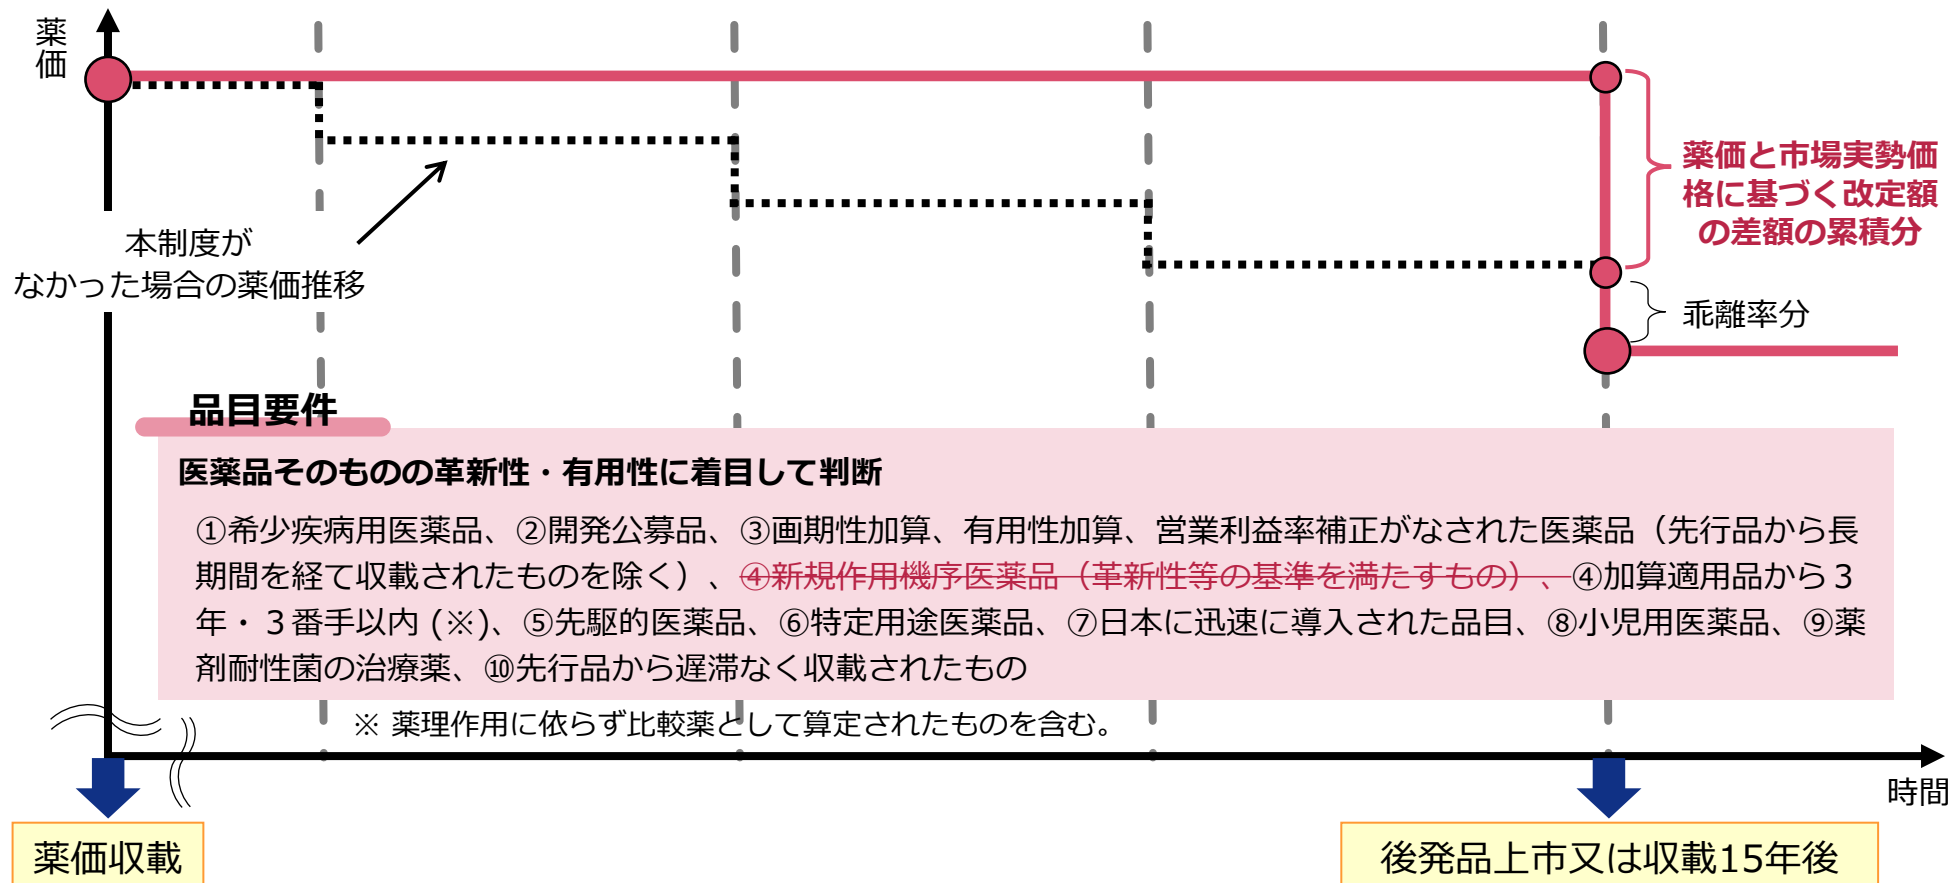 薬価
薬価と市場実勢価
格に基づく改定額
の差額の累積分
本制度が
なかった場合の薬価推移
乖離率分
品目要件
医薬品そのものの革新性・有用性に着目して判断
①希少疾病用医薬品、②開発公募品、③画期性加算、有用性加算、営業利益率補正がなされた医薬品（先行品から長
期間を経て収載されたものを除く）、④新規作用機序医薬品（革新性等の基準を満たすもの）、④加算適用品から３
年・３番手以内 (※)、⑤先駆的医薬品、⑥特定用途医薬品、⑦日本に迅速に導入された品目、⑧小児用医薬品、⑨薬
剤耐性菌の治療薬、⑩先行品から遅滞なく収載されたもの
※ 薬理作用に依らず比較薬として算定されたものを含む。
時間
薬価収載
後発品上市又は収載15年後